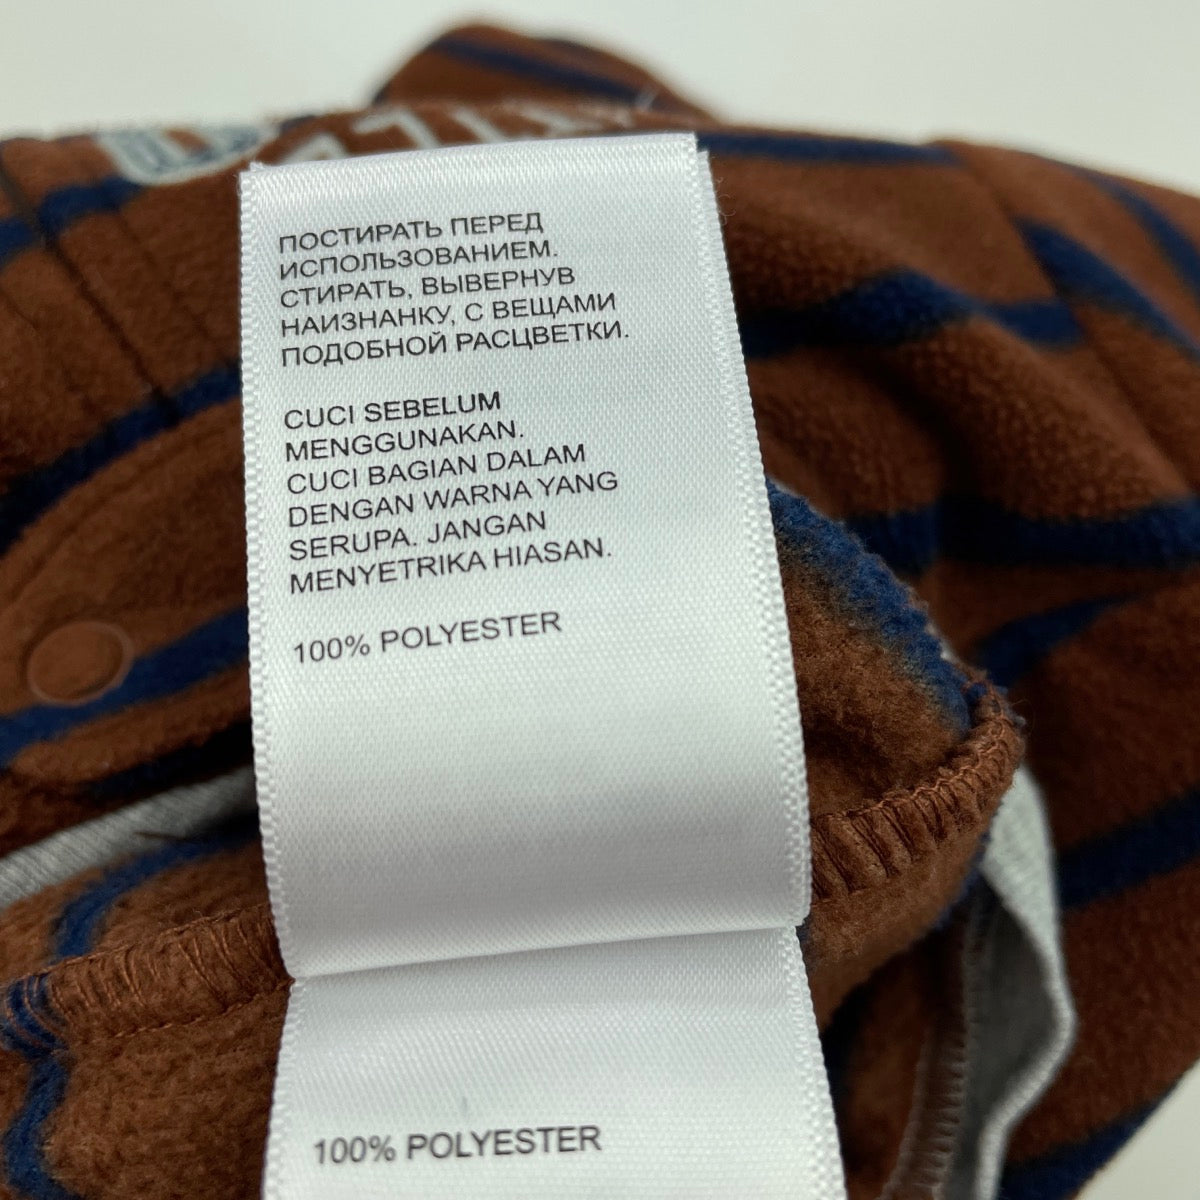 ПОСТИРАТЬ ПЕРЕД
ИСПОЛЬЗОВАНИЕМ.
СТИРАТЬ, ВЫВЕРНУВ
НАИЗНАНКУ, С ВЕЩАМИ
ПОДОБНОЙ РАСЦВЕТКИ.
CUCI SEBELUM
MENGGUNAKAN.
CUCI BAGIAN DALAM
DENGAN WARNA YANG
SERUPA. JANGAN
MENYETRIKA HIASAN.
100% POLYESTER
100% POLYESTER